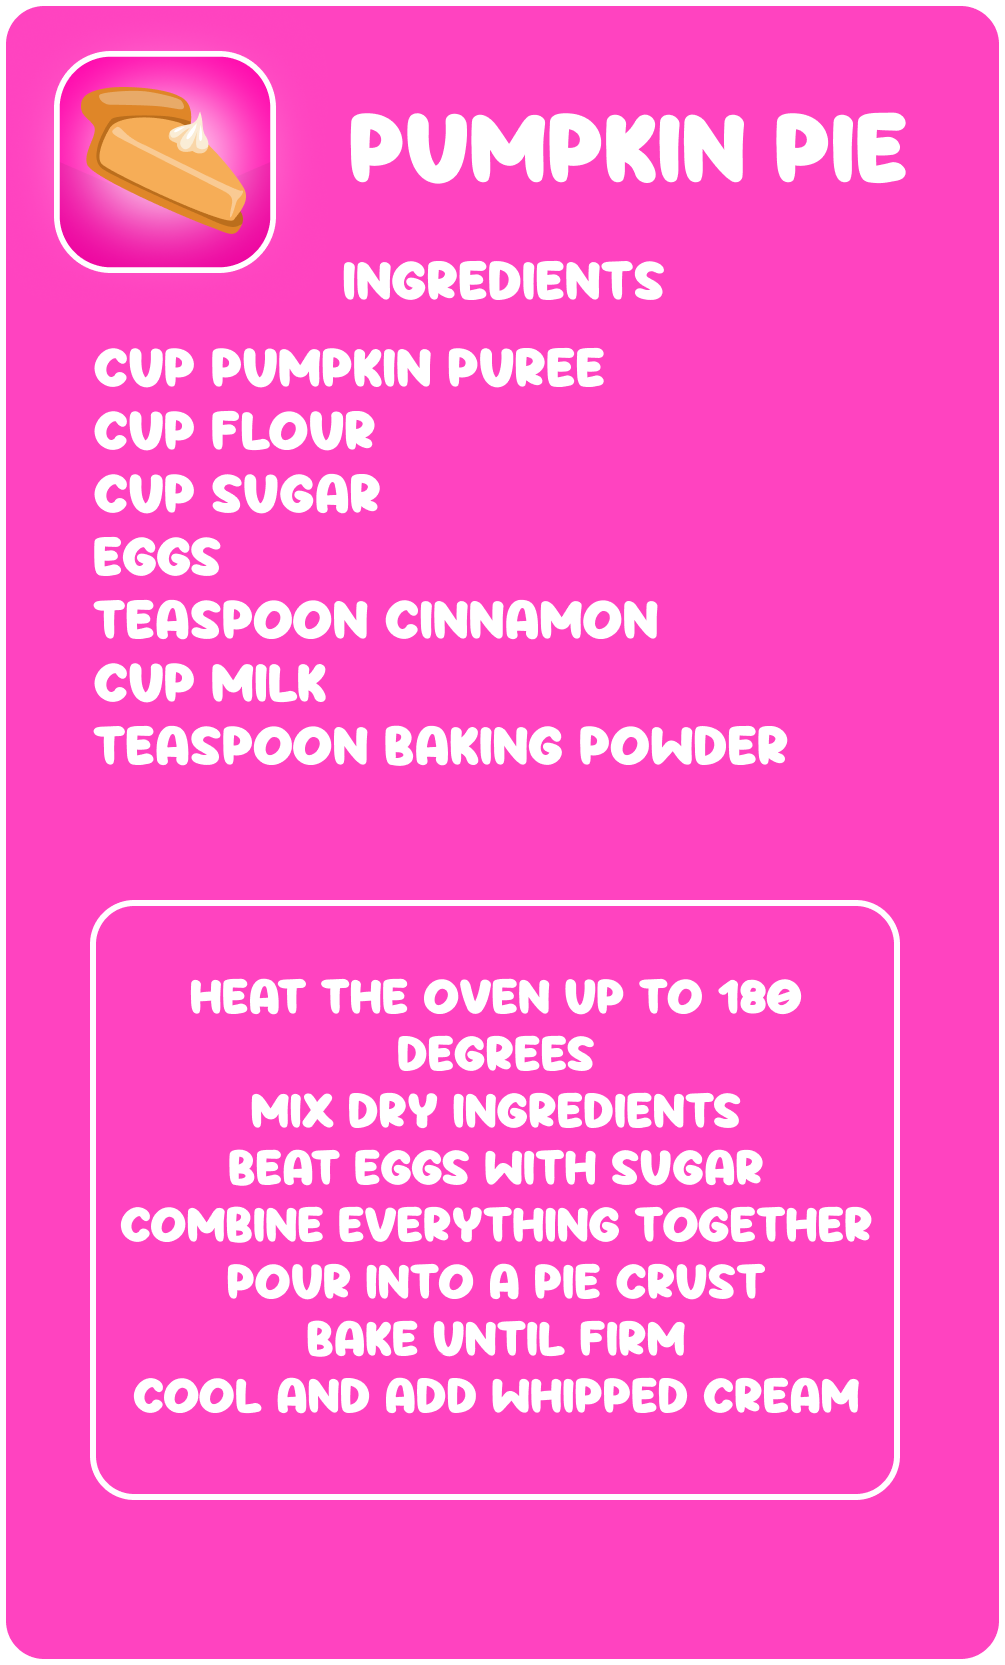 PUMPKIN PIE
INGREDIENTS
CUP PUMPKIN PUREE
CUP FLOUR
CUP SUGAR
EGGS
TEASPOON CINNAMON
CUP MILK
TEASPOON BAKING POWDER
HEAT THE OVEN UP TO 180
DEGREES
MIX DRY INGREDIENTS
BEAT EGGS WITH SUGAR
COMBINE EVERYTHING TOGETHER
POUR INTO A PIE CRUST
BAKE UNTIL FIRM
COOL AND ADD WHIPPED CREAM